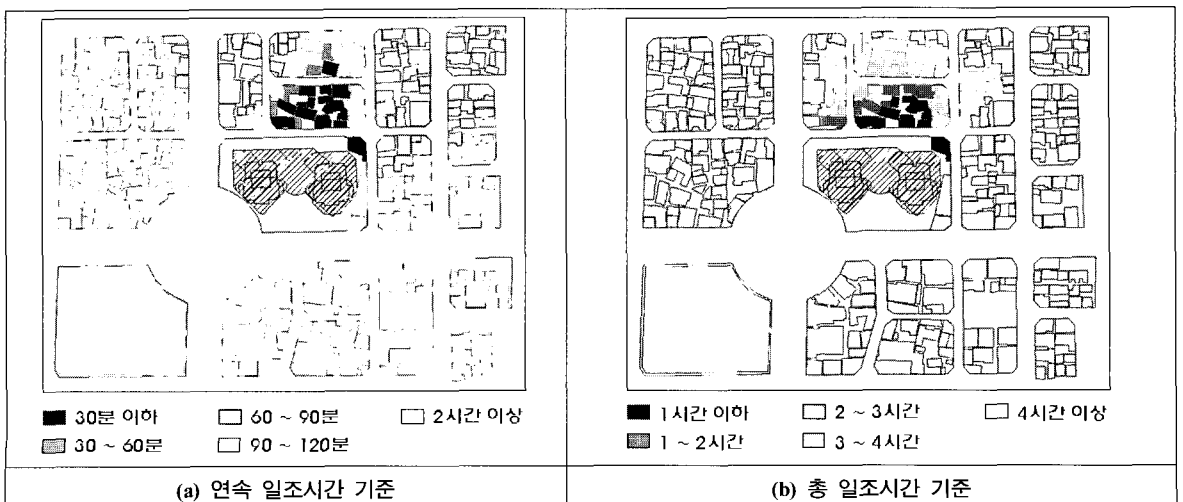 30분 이하
60 ~ 90분
2시간 이상
30 ~ 60분
90 ~ 120분
1시간 이하
2 ~ 3시간
4시간 이상
1 ~ 2시간
3 ~ 4시간
(a) 연속 일조시간 기준
(b) 총 일조시간 기준